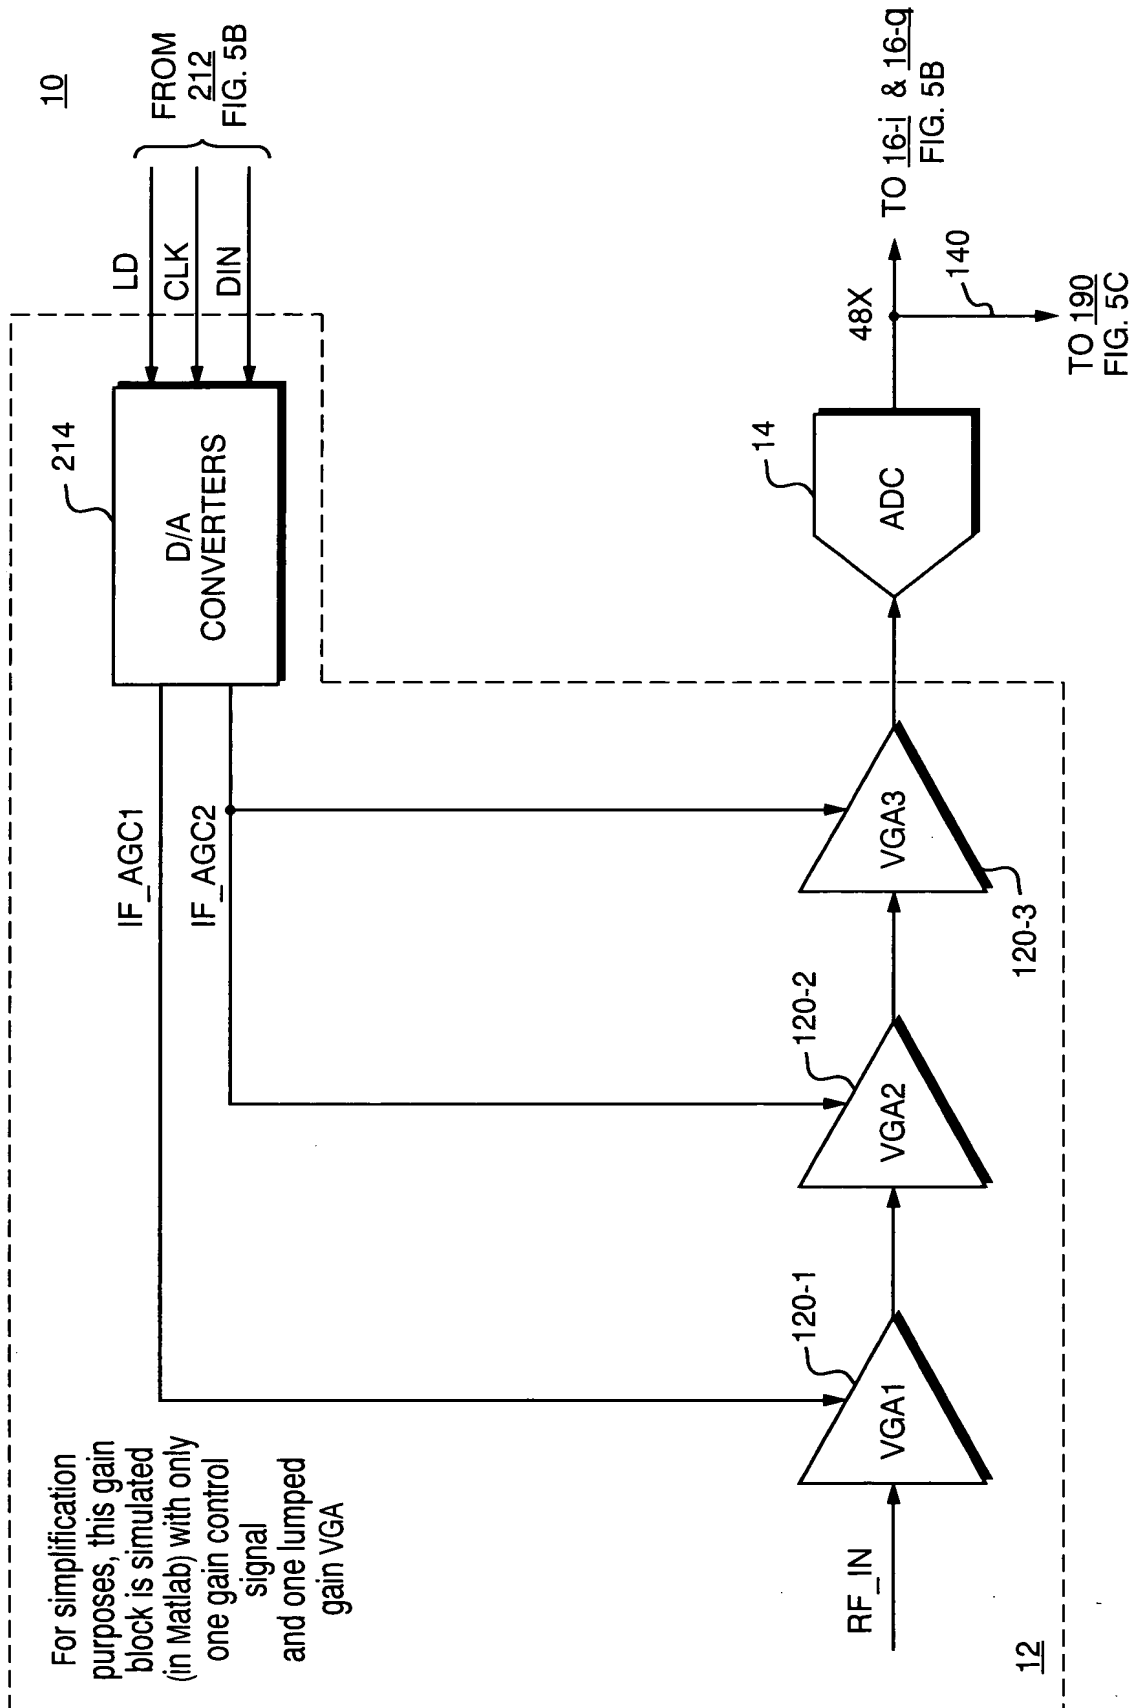 10
For simplification
purposes, this gain
block is simulated
(in Matlab) with only
one gain control
signal
and one lumped
gain VGA
IF_AGC1
IF_AGC2
214
D/A
CONVERTERS
LD
CLK
DIN
FROM
212
FIG. 5B
RF_IN
120-1
VGA1
120-2
VGA2
VGA3
120-3
14
ADC
48X
TO 16-i & 16-q
FIG. 5B
140
TO 190
FIG. 5C
12